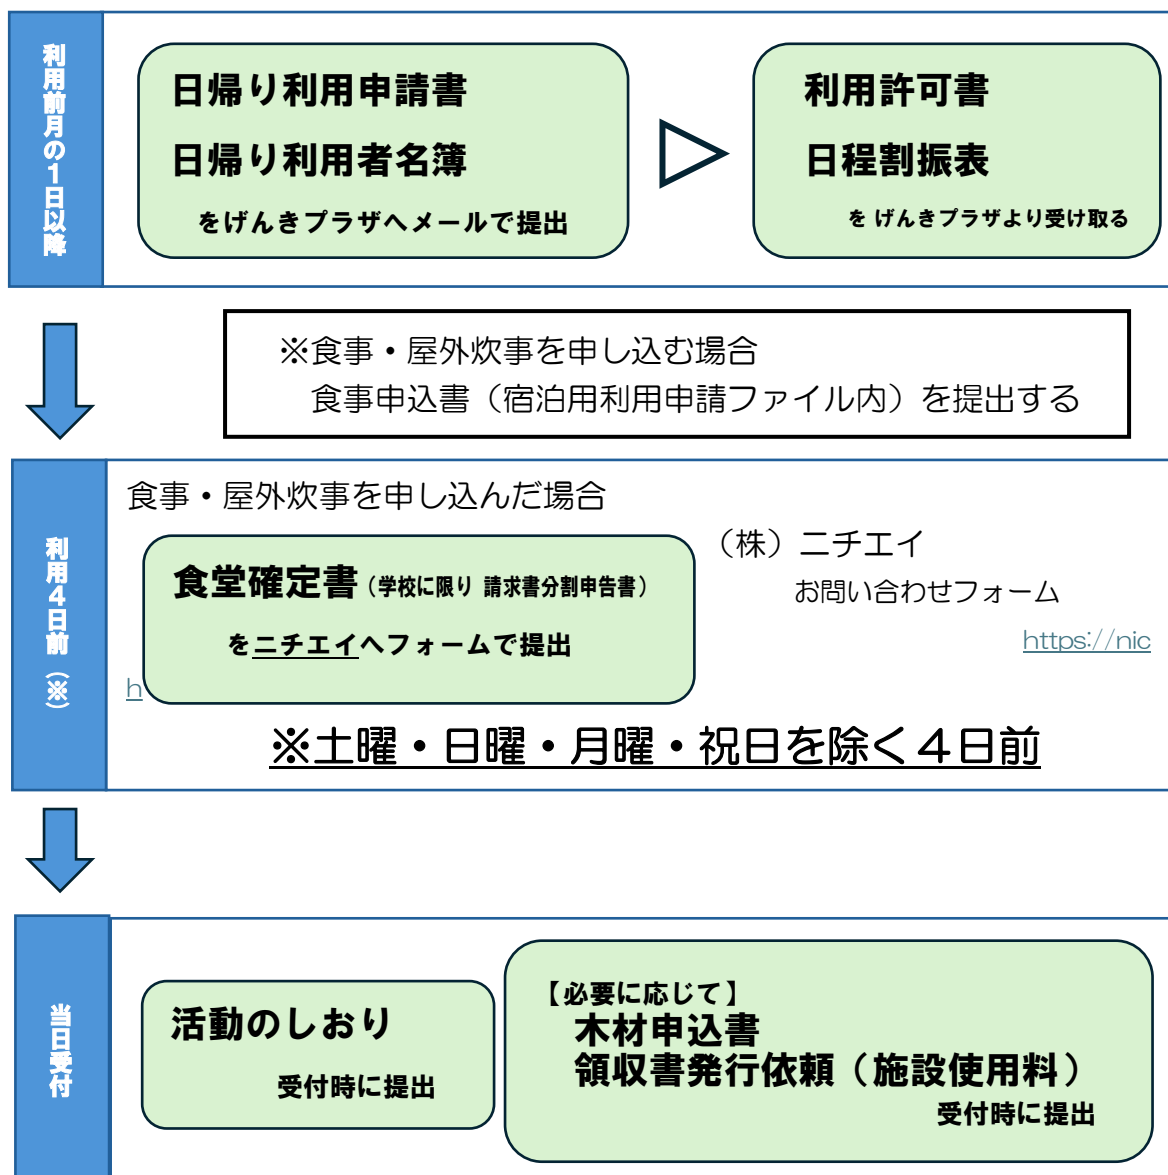 利用前月の1日以降
日帰り利用申請書
日帰り利用者名簿
をげんきプラザへメールで提出
利用許可書
日程割振表
を げんきプラザより受け取る
※食事・屋外炊事を申し込む場合
食事申込書（宿泊用利用申請ファイル内）を提出する
利用４日前（※）
食事・屋外炊事を申し込んだ場合
食堂確定書（学校に限り 請求書分割申告書）
をニチエイへフォームで提出
（株）ニチエイ
お問い合わせフォーム
https://nic
h
※土曜・日曜・月曜・祝日を除く４日前
当日受付
活動のしおり
受付時に提出
【必要に応じて】
木材申込書
領収書発行依頼（施設使用料）
受付時に提出